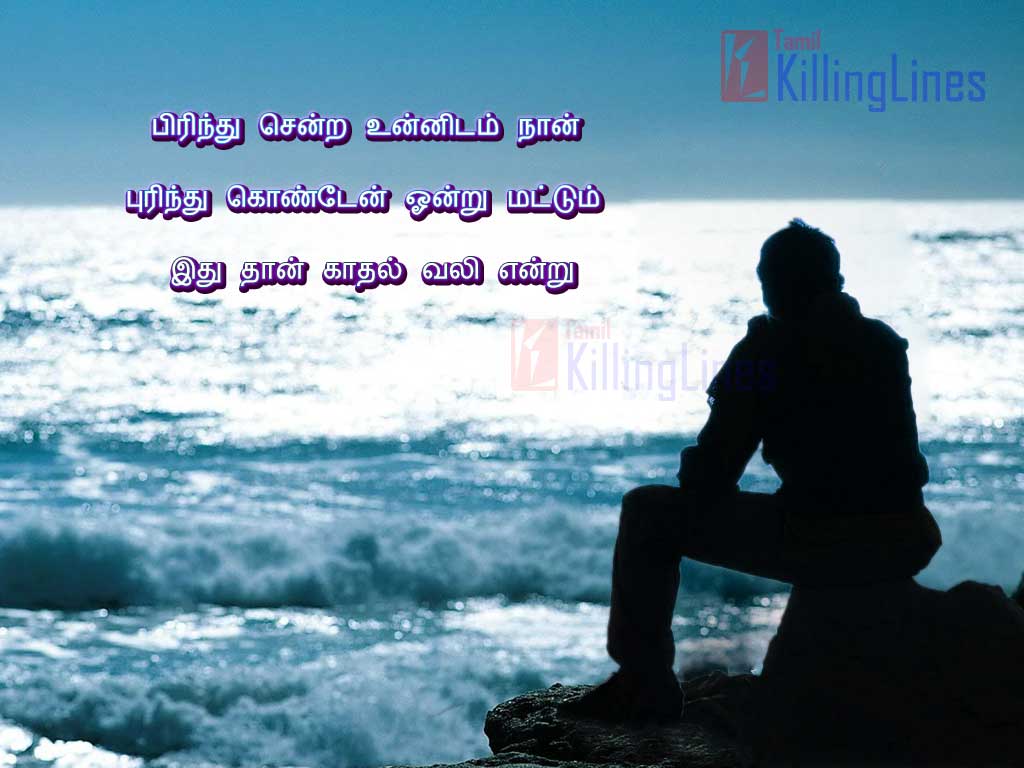 Tamil
KillingLines
பிரிந்து சென்ற உன்னிடம் நான்
புரிந்து கொண்டேன் ஒன்று மட்டும்
இது தான் காதல் வலி என்று
Tamil
KillingLines